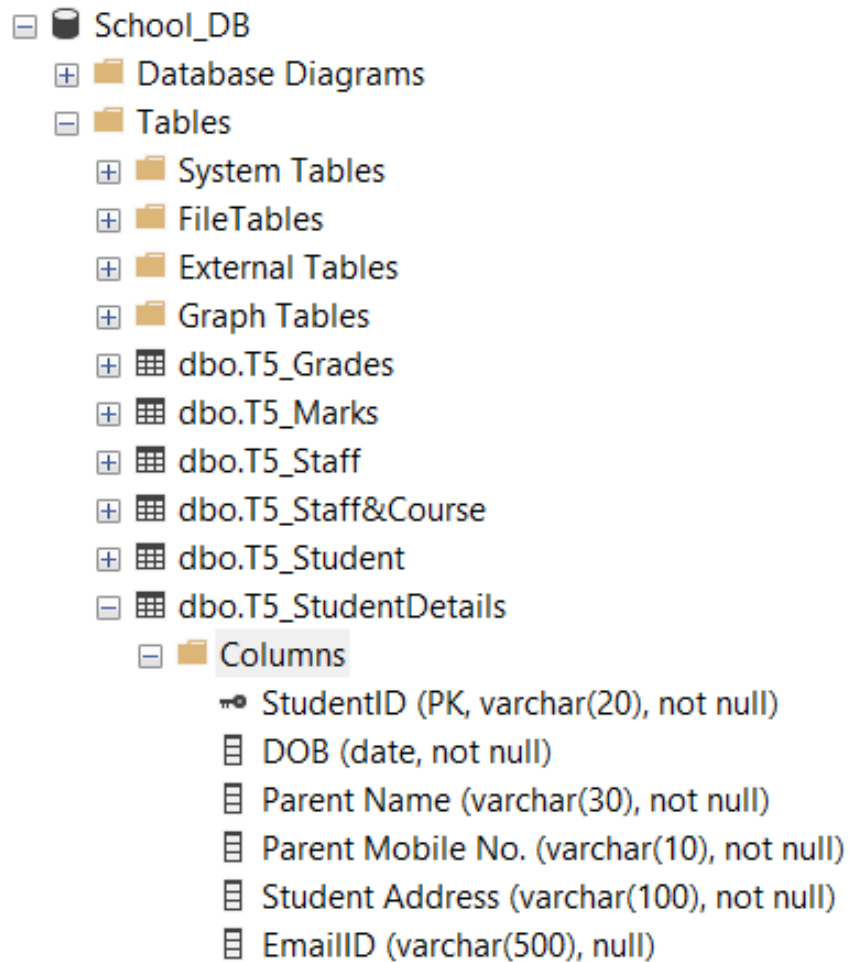 School_DB
Database Diagrams
Tables
System Tables
FileTables
External Tables
Graph Tables
dbo.T5_Grades
dbo.T5_Marks
dbo.T5_Staff
dbo.T5_Staff&Course
dbo.T5_Student
dbo.T5_StudentDetails
Columns
StudentID (PK, varchar(20), not null)
DOB (date, not null)
Parent Name (varchar(30), not null)
Parent Mobile No. (varchar(10), not null)
Student Address (varchar(100), not null)
EmailID (varchar(500), null)